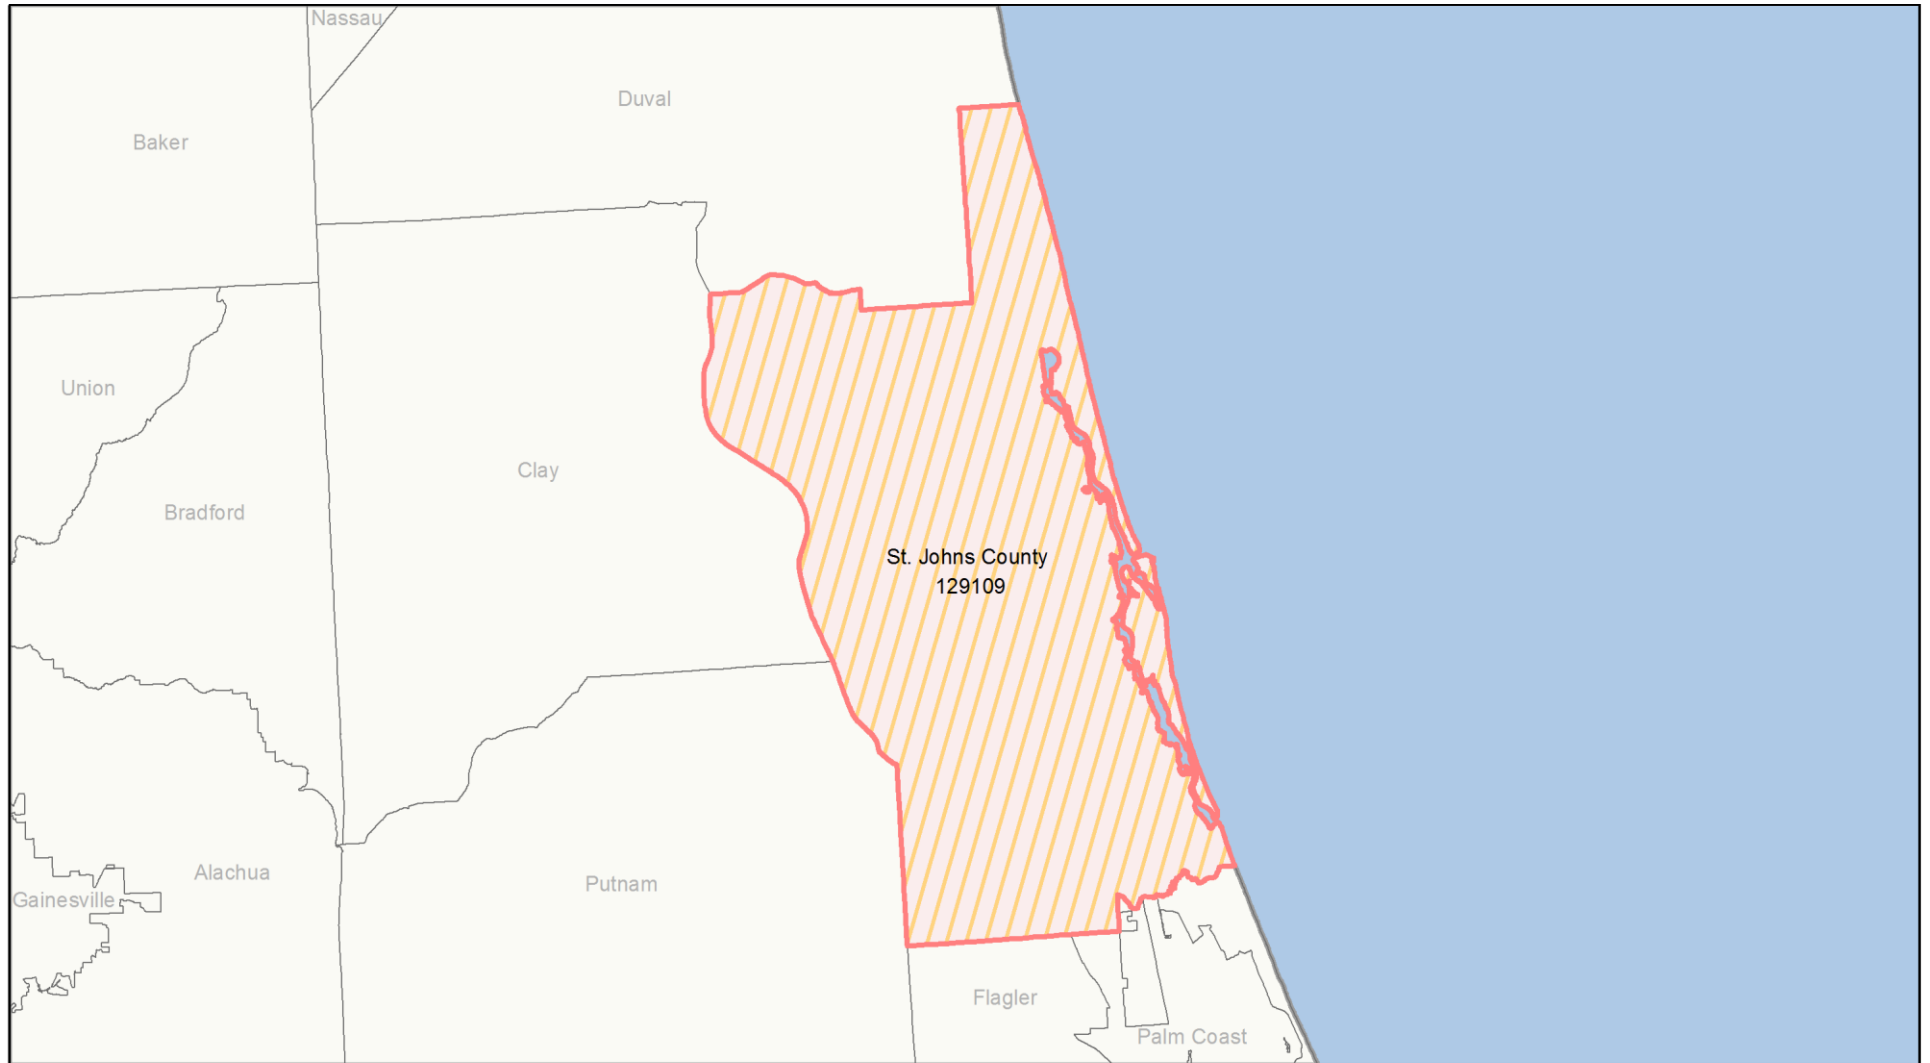 Nassau
Duval
Baker
Union
Clay
Bradford
St. Johns County
129109
Alachua
Putnam
Gainesville
Flagler
Palm Coast